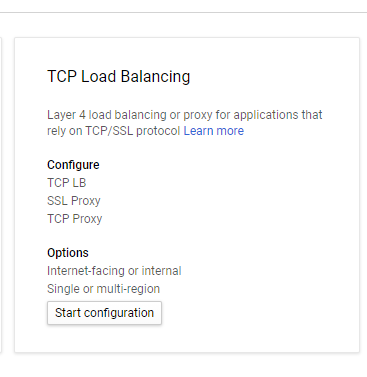 TCP Load Balancing
Layer 4 load balancing or proxy for applications that
rely on TCP/SSL protocol Learn more
Configure
TCP LB
SSL Proxy
TCP Proxy
Options
Internet-facing or internal
Single or multi-region
Start configuration